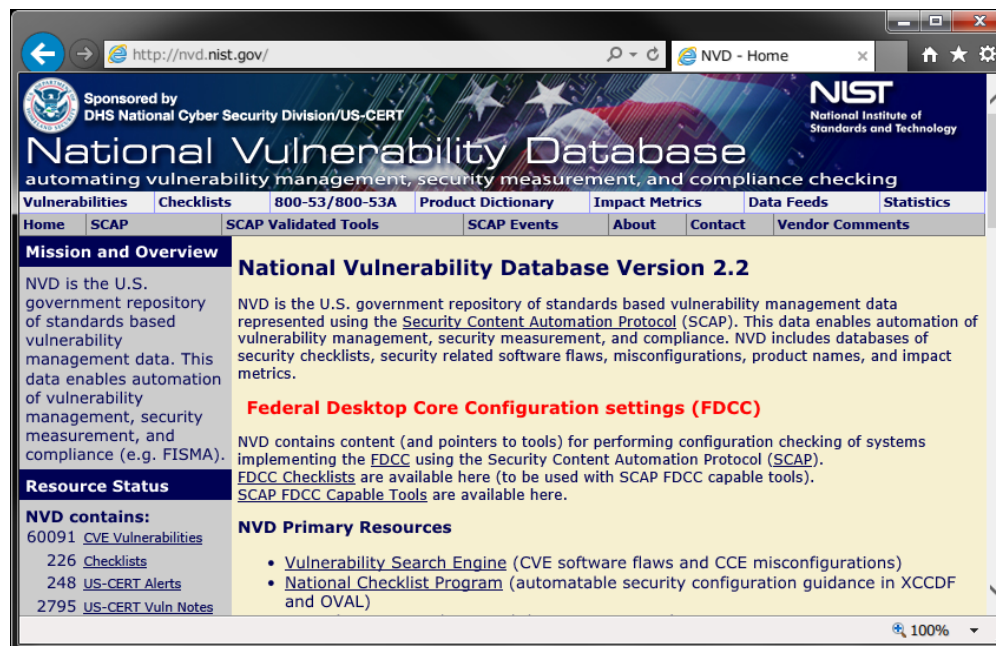 http://nvd.nist.gov/
NVD - Home
Sponsored by
DHS National Cyber Security Division/US-CERT
NIST
National Institute of
Standards and Technology
National Vulnerability Database
automating vulnerability management, security measurement, and compliance checking
Vulnerabilities Checklists 800-53/800-53A Product Dictionary Impact Metrics Data Feeds Statistics
Home SCAP SCAP Validated Tools SCAP Events About Contact Vendor Comments
Mission and Overview
NVD is the U.S.
government repository
of standards based
vulnerability
management data. This
data enables automation
of vulnerability
management, security
measurement, and
compliance (e.g. FISMA).
Resource Status
NVD contains:
60091 CVE Vulnerabilities
226 Checklists
248 US-CERT Alerts
2795 US-CERT Vuln Notes
National Vulnerability Database Version 2.2
NVD is the U.S. government repository of standards based vulnerability management data
represented using the Security Content Automation Protocol (SCAP). This data enables automation of
vulnerability management, security measurement, and compliance. NVD includes databases of
security checklists, security related software flaws, misconfigurations, product names, and impact
metrics.
Federal Desktop Core Configuration settings (FDCC)
NVD contains content (and pointers to tools) for performing configuration checking of systems
implementing the FDCC using the Security Content Automation Protocol (SCAP).
FDCC Checklists are available here (to be used with SCAP FDCC capable tools).
SCAP FDCC Capable Tools are available here.
NVD Primary Resources
• Vulnerability Search Engine (CVE software flaws and CCE misconfigurations)
• National Checklist Program (automatable security configuration guidance in XCCDF
and OVAL)
100%